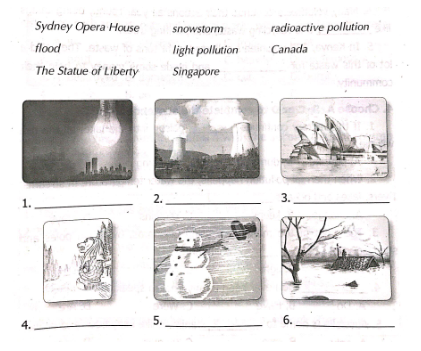 Sydney Opera House snowstorm radioactive pollution
flood light pollution Canada
The Statue of Liberty Singapore
1. 2. 3.
4. 5. 6.